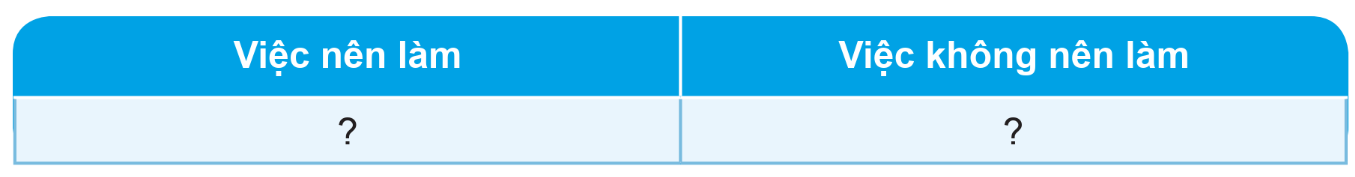 Việc nên làm
Việc không nên làm
?
?